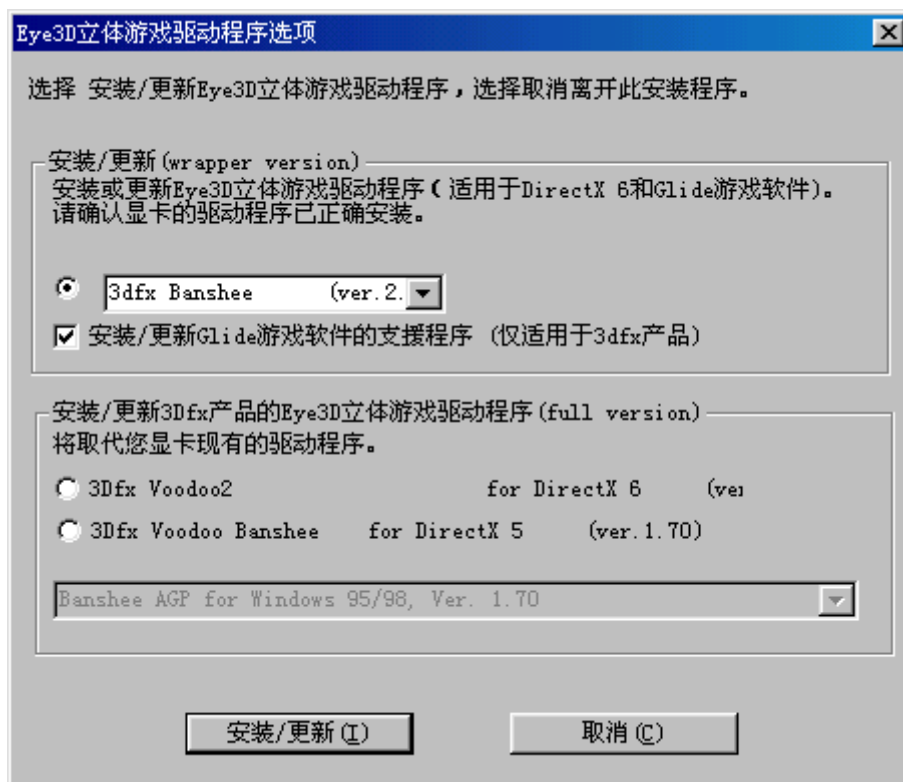 Eye3D立体游戏驱动程序选项
选择 安装/更新Eye3D立体游戏驱动程序，选择取消离开此安装程序。
安装/更新(wrapper version)
安装或更新Eye3D立体游戏驱动程序( 适用于DirectX 6和Glide游戏软件)。
请确认显卡的驱动程序已正确安装。
3dfx Banshee (ver.2.
安装/更新Glide游戏软件的支援程序 (仅适用于3dfx产品)
安装/更新3Dfx产品的Eye3D立体游戏驱动程序(full version)
将取代您显卡现有的驱动程序。
3Dfx Voodoo2 for DirectX 6 (ver
3Dfx Voodoo Banshee for DirectX 5 (ver.1.70)
Banshee AGP for Windows 95/98, Ver. 1.70
安装/更新(I)
取消(C)